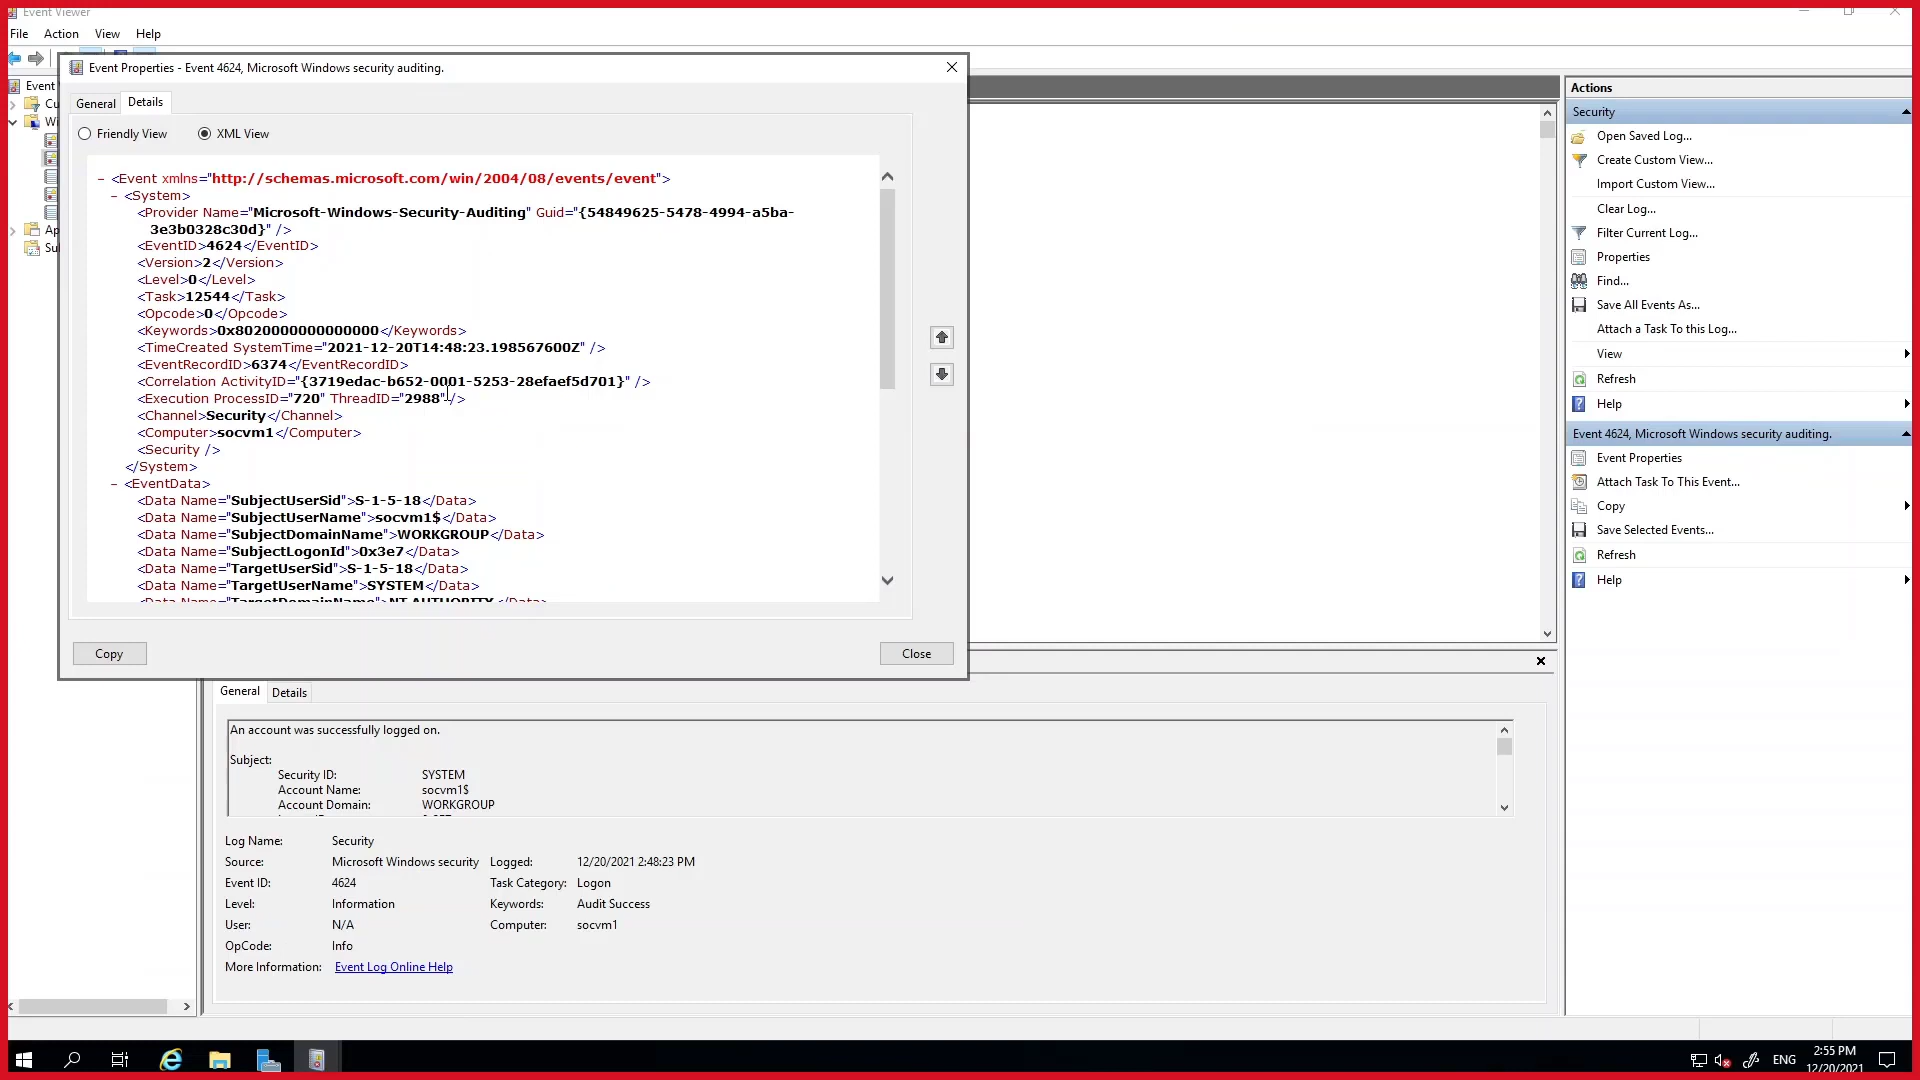 Event Viewer
File Action View Help
Event Properties - Event 4624, Microsoft Windows security auditing.
General Details
Friendly View XML View
- <Event xmlns="http://schemas.microsoft.com/win/2004/08/events/event">
- <System>
<Provider Name="Microsoft-Windows-Security-Auditing" Guid="{54849625-5478-4994-a5ba-
3e3b0328c30d}" />
<EventID>4624</EventID>
<Version>2</Version>
<Level>0</Level>
<Task>12544</Task>
<Opcode>0</Opcode>
<Keywords>0x8020000000000000</Keywords>
<TimeCreated SystemTime="2021-12-20T14:48:23.198567600Z" />
<EventRecordID>6374</EventRecordID>
<Correlation ActivityID="{3719edac-b652-0001-5253-28efaef5d701}" />
<Execution ProcessID="720" ThreadID="2988" />
<Channel>Security</Channel>
<Computer>socvm1</Computer>
<Security />
</System>
- <EventData>
<Data Name="SubjectUserSid">S-1-5-18</Data>
<Data Name="SubjectUserName">socvm1$</Data>
<Data Name="SubjectDomainName">WORKGROUP</Data>
<Data Name="SubjectLogonId">0x3e7</Data>
<Data Name="TargetUserSid">S-1-5-18</Data>
<Data Name="TargetUserName">SYSTEM</Data>
<Data Name="TargetDomainName">NT AUTHORITY</Data>
Copy Close
Event
Cu
Wi
Ap
Su
General Details
An account was successfully logged on.
Subject:
Security ID: SYSTEM
Account Name: socvm1$
Account Domain: WORKGROUP
Log Name: Security
Source: Microsoft Windows security Logged: 12/20/2021 2:48:23 PM
Event ID: 4624 Task Category: Logon
Level: Information Keywords: Audit Success
User: N/A Computer: socvm1
OpCode: Info
More Information: Event Log Online Help
Actions
Security
Open Saved Log...
Create Custom View...
Import Custom View...
Clear Log...
Filter Current Log...
Properties
Find...
Save All Events As...
Attach a Task To this Log...
View
Refresh
Help
Event 4624, Microsoft Windows security auditing.
Event Properties
Attach Task To This Event...
Copy
Save Selected Events...
Refresh
Help
ENG
2:55 PM
12/20/2021